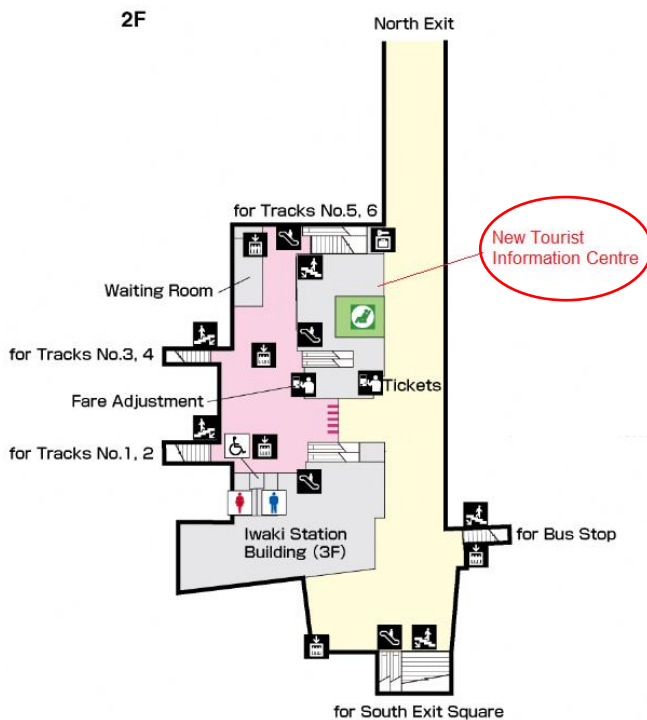 2F
North Exit
for Tracks No.5, 6
New Tourist
Information Centre
Waiting Room
for Tracks No.3, 4
Fare Adjustment
Tickets
for Tracks No.1, 2
Iwaki Station
Building (3F)
for Bus Stop
for South Exit Square